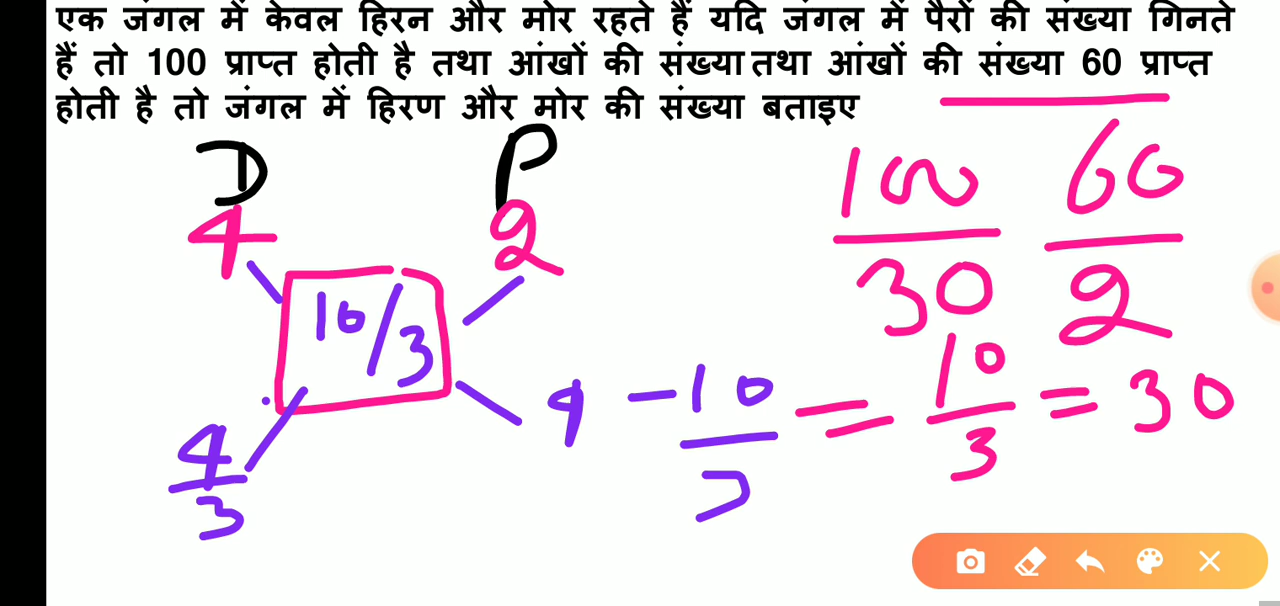 एक जंगल में केवल हिरन और मोर रहते हैं यदि जंगल में पैरों की संख्या गिनते
हैं तो 100 प्राप्त होती है तथा आंखों की संख्या तथा आंखों की संख्या 60 प्राप्त
होती है तो जंगल में हिरण और मोर की संख्या बताइए
D P
4 2
100/30 60/2
10/3
4/3
4 - 10/3 = 10/3 = 30